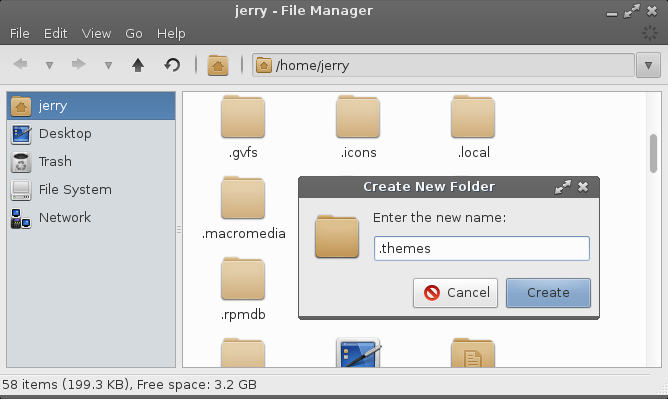 jerry - File Manager
File Edit View Go Help
/home/jerry
jerry
Desktop
Trash
File System
Network
.gvfs .icons .local
.macromedia
.rpmdb
Create New Folder
Enter the new name:
.themes
Cancel Create
58 items (199.3 KB), Free space: 3.2 GB